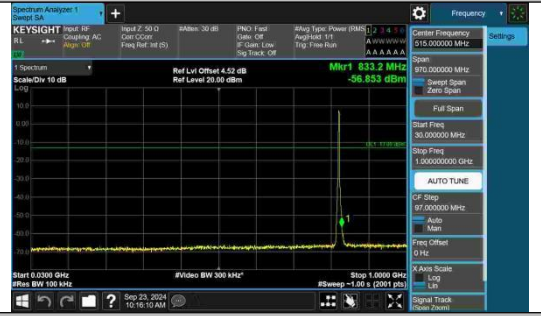 Spectrum Analyzer 1
Swept SA
Frequency
KEYSIGHT
RL
Input: RF
Coupling: AC
Align: Off
Input Z: 50 Ω
Corr CCorr
Freq Ref: Int (S)
#Atten: 30 dB
PNO: Fast
Gate: Off
IF Gain: Low
Sig Track: Off
#Avg Type: Power (RMS
Avg|Hold: 1/1
Trig: Free Run
1 2 3 4 5 6
A W W W W W
A A A A A A
Center Frequency
515.000000 MHz
Settings
Span
970.000000 MHz
Swept Span
Zero Span
Full Span
Start Freq
30.000000 MHz
Stop Freq
1.000000000 GHz
AUTO TUNE
CF Step
97.000000 MHz
Auto
Man
Freq Offset
0 Hz
X Axis Scale
Log
Lin
Signal Track
(Span Zoom)
1 Spectrum
Scale/Div 10 dB
Log
Ref Lvl Offset 4.52 dB
Ref Level 20.00 dBm
Mkr1 833.2 MHz
-56.853 dBm
10.0
0.00
-10.0
-20.0
-30.0
-40.0
-50.0
-60.0
-70.0
1
Start 0.0300 GHz
#Res BW 100 kHz
#Video BW 300 kHz*
Stop 1.0000 GHz
#Sweep ~1.00 s (2001 pts)
?
Sep 23, 2024
10:16:10 AM